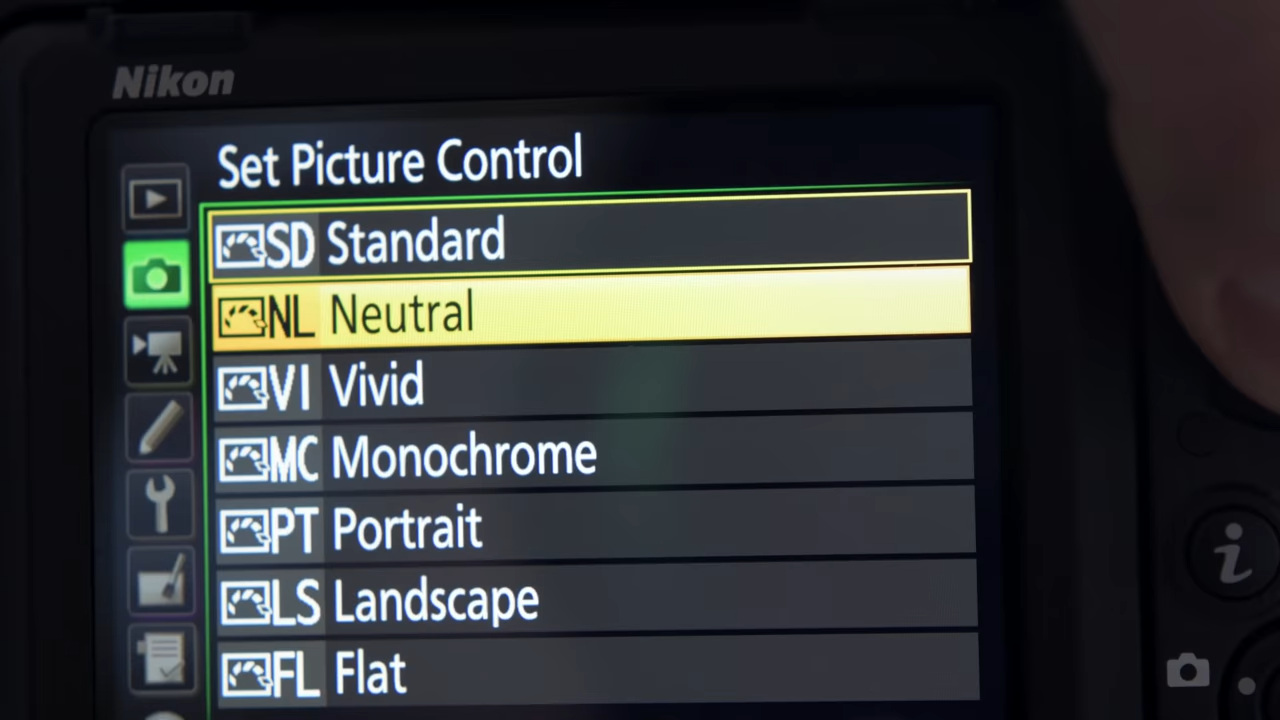 Nikon
Set Picture Control
SD Standard
NL Neutral
VI Vivid
MC Monochrome
PT Portrait
LS Landscape
FL Flat
i